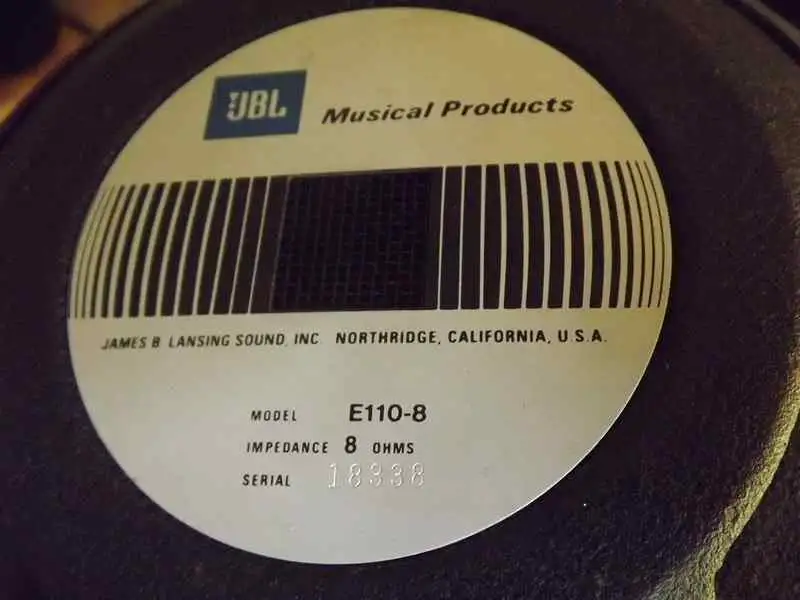 JBL Musical Products
JAMES B. LANSING SOUND, INC. NORTHRIDGE, CALIFORNIA, U.S.A.
MODEL E110-8
IMPEDANCE 8 OHMS
SERIAL 18338